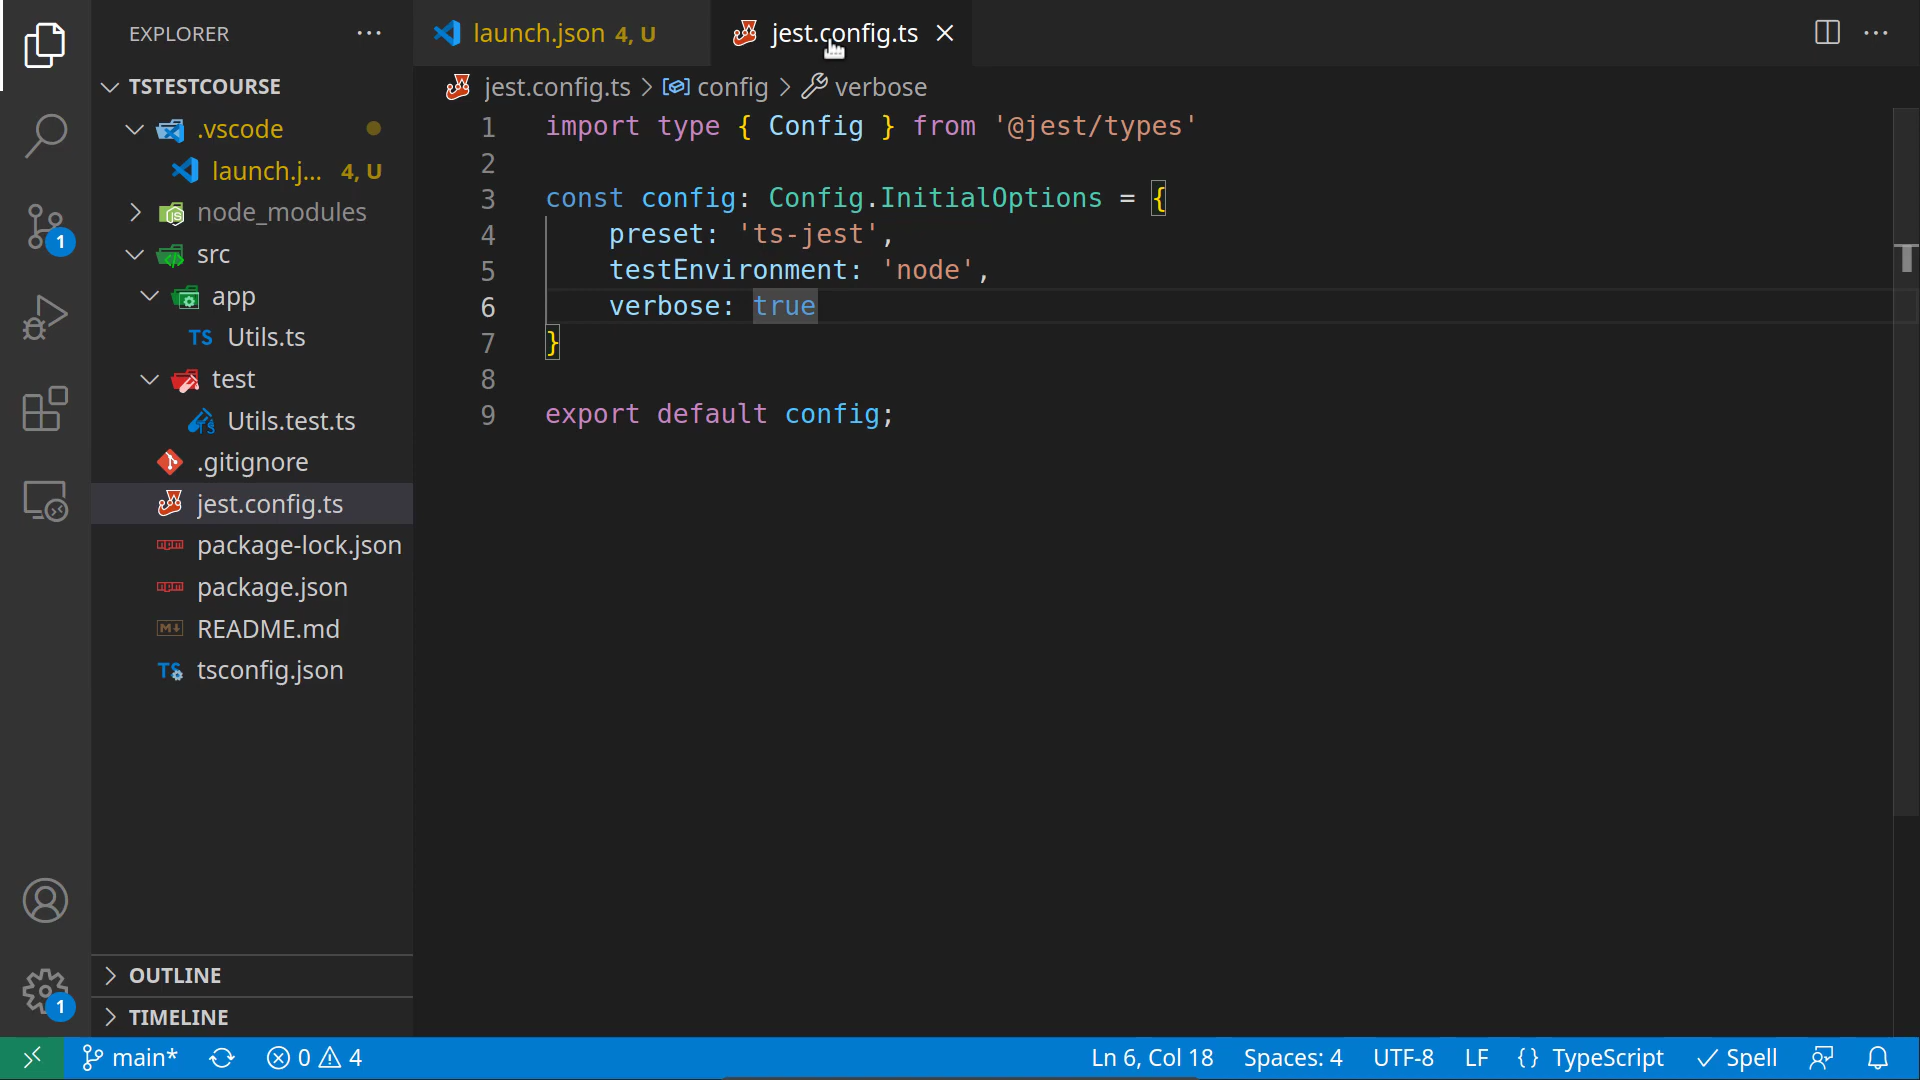 EXPLORER
TSTESTCOURSE
.vscode
launch.j... 4, U
node_modules
src
app
TS Utils.ts
test
Utils.test.ts
.gitignore
jest.config.ts
package-lock.json
package.json
README.md
TS tsconfig.json
OUTLINE
TIMELINE
launch.json 4, U
jest.config.ts
jest.config.ts > config > verbose
1 import type { Config } from '@jest/types'
2
3 const config: Config.InitialOptions = {
4 preset: 'ts-jest',
5 testEnvironment: 'node',
6 verbose: true
7 }
8
9 export default config;
1
1
main* 0 4 Ln 6, Col 18 Spaces: 4 UTF-8 LF {} TypeScript Spell